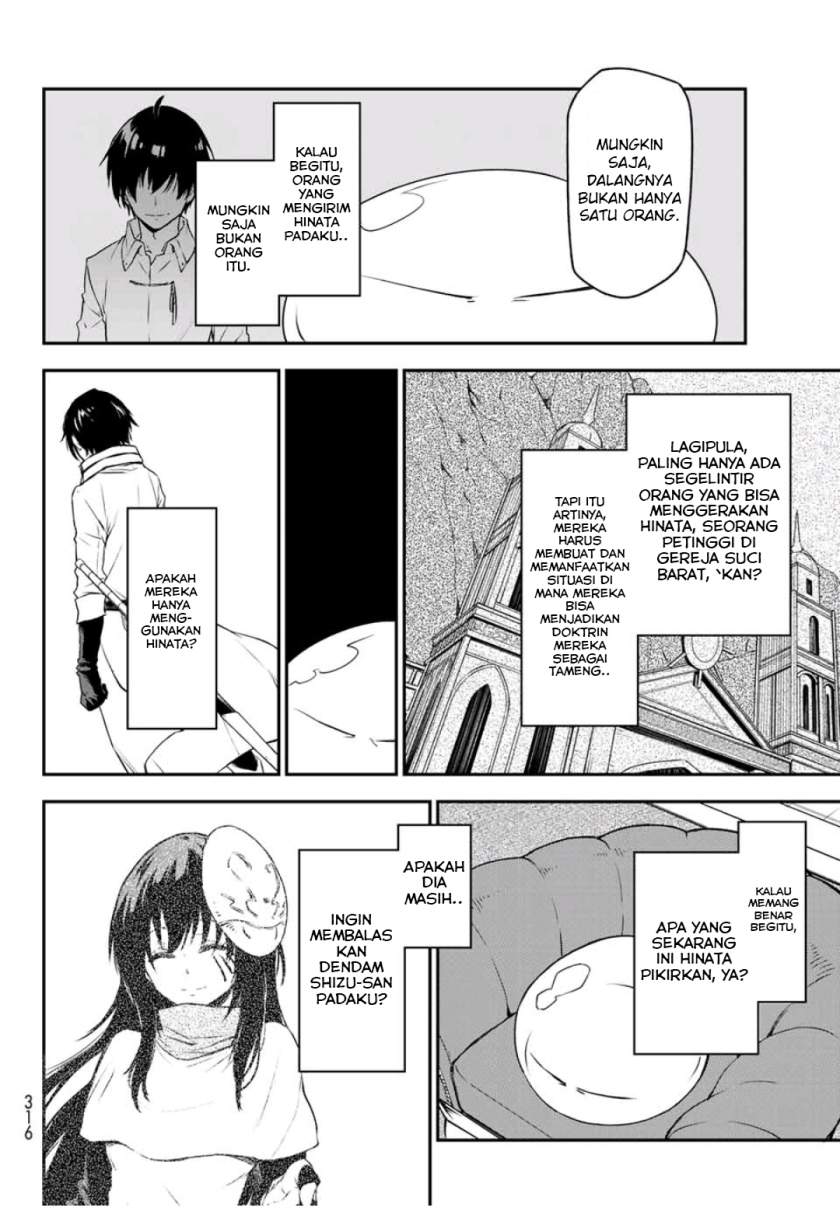 MUNGKIN
SAJA,
DALANGNYA
BUKAN HANYA
SATU ORANG.
KALAU
BEGITU,
ORANG
YANG
MENGIRIM
HINATA
PADAKU..
MUNGKIN
SAJA
BUKAN
ORANG
ITU.
LAGIPULA,
PALING HANYA ADA
SEGELINTIR
ORANG YANG BISA
MENGGERAKAN
HINATA, SEORANG
PETINGGI DI
GEREJA SUCI
BARAT, `KAN?
TAPI ITU
ARTINYA,
MEREKA
HARUS
MEMBUAT DAN
MEMANFAATKAN
SITUASI DI
MANA MEREKA
BISA
MENJADIKAN
DOKTRIN
MEREKA
SEBAGAI
TAMENG..
APAKAH
MEREKA
HANYA
MENG-
GUNAKAN
HINATA?
KALAU
MEMANG
BENAR
BEGITU,
APA YANG
SEKARANG
INI HINATA
PIKIRKAN, YA?
APAKAH
DIA
MASIH..
INGIN
MEMBALAS
KAN
DENDAM
SHIZU-SAN
PADAKU?
316